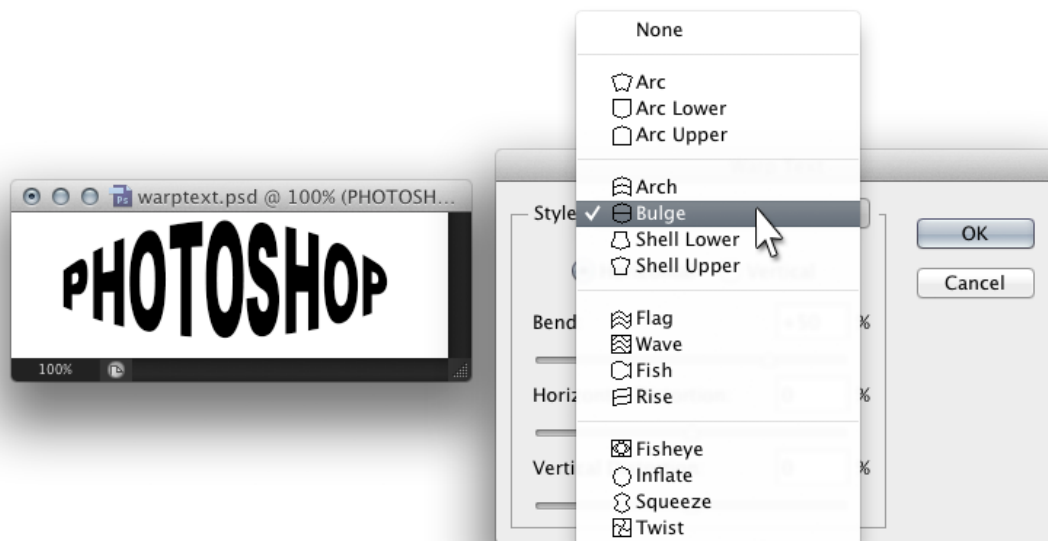 None
Arc
Arc Lower
Arc Upper
Arch
Bulge
Shell Lower
Shell Upper
Flag
Wave
Fish
Rise
Fisheye
Inflate
Squeeze
Twist
warptext.psd @ 100% (PHOTOSH...
PHOTOSHOP
100%
Style
Bend %
Horiz %
Verti %
OK
Cancel